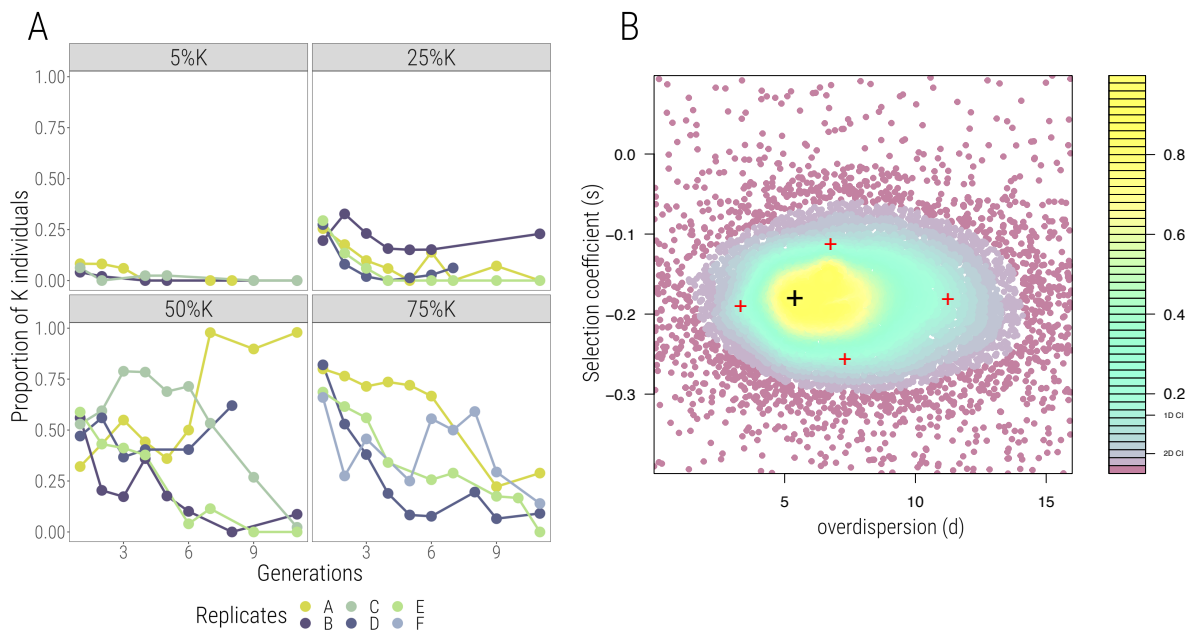 A
B
5%K
25%K
1.00
0.75
0.50
0.25
0.00
50%K
75%K
1.00
0.75
0.50
0.25
0.00
Proportion of K individuals
3
6
9
3
6
9
Generations
Replicates
A
C
E
B
D
F
Selection coefficient (s)
0.0
−0.1
−0.2
−0.3
5
10
15
overdispersion (d)
0.8
0.6
0.4
0.2
1D CI
2D CI